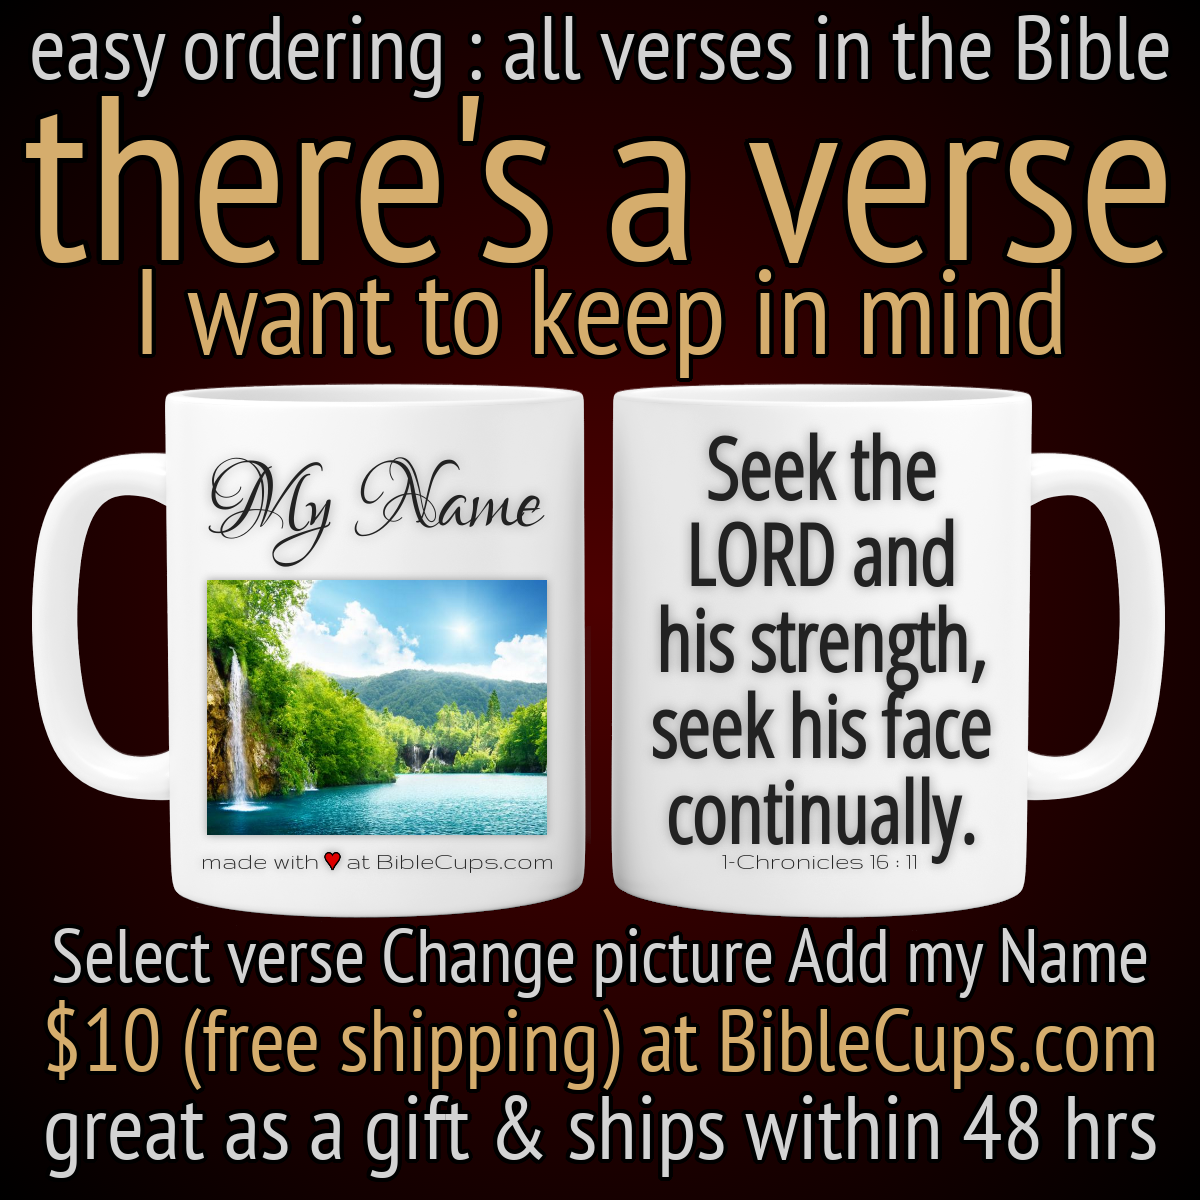 easy ordering : all verses in the Bible
there's a verse
I want to keep in mind
My Name
made with ♥ at BibleCups.com
Seek the
LORD and
his strength,
seek his face
continually.
1-Chronicles 16 : 11
Select verse Change picture Add my Name
$10 (free shipping) at BibleCups.com
great as a gift & ships within 48 hrs